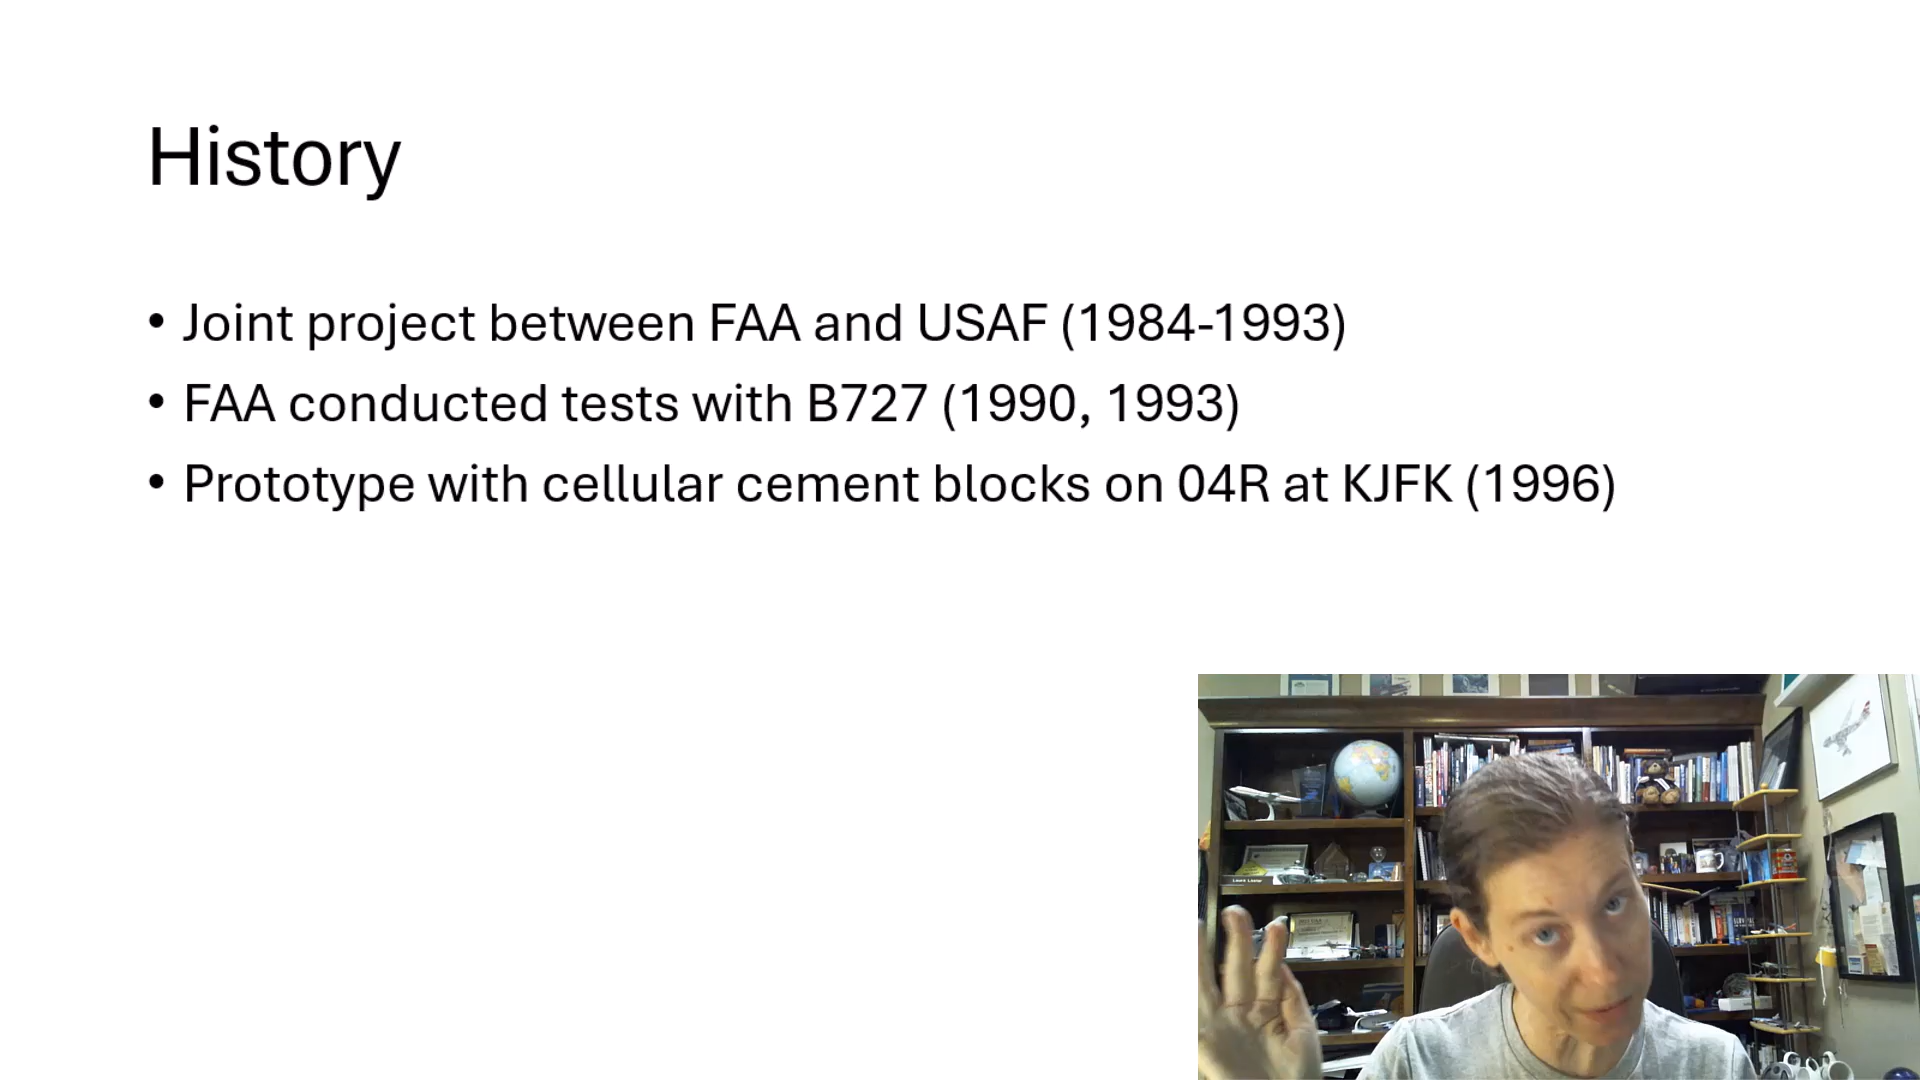 History
• Joint project between FAA and USAF (1984-1993)
• FAA conducted tests with B727 (1990, 1993)
• Prototype with cellular cement blocks on 04R at KJFK (1996)